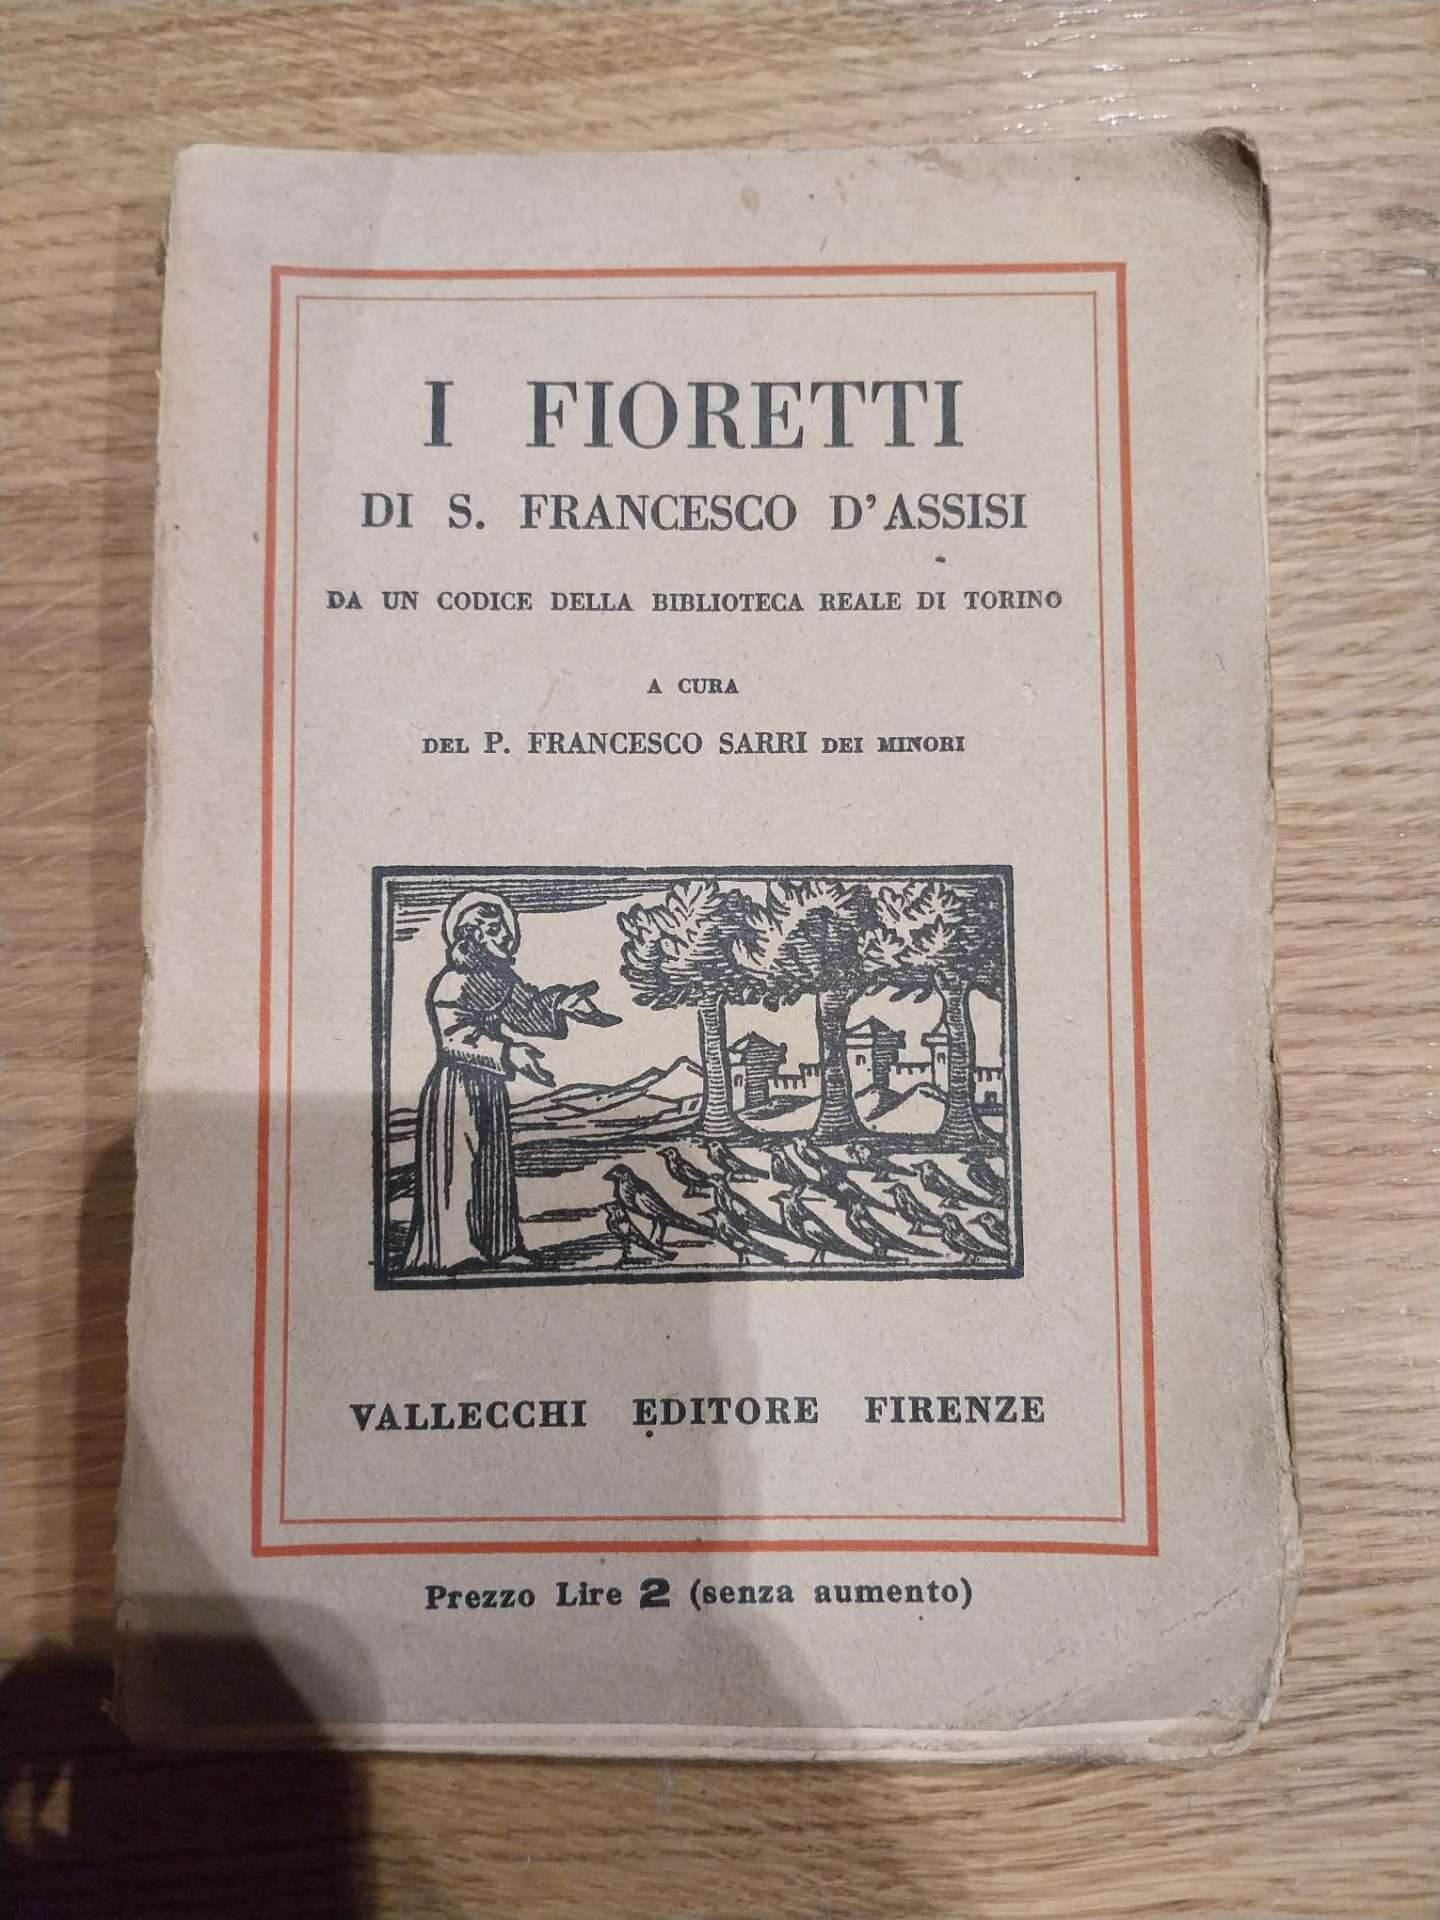 I FIORETTI
DI S. FRANCESCO D'ASSISI
DA UN CODICE DELLA BIBLIOTECA REALE DI TORINO
A CURA
DEL P. FRANCESCO SARRI DEI MINORI
VALLECCHI EDITORE FIRENZE
Prezzo Lire 2 (senza aumento)